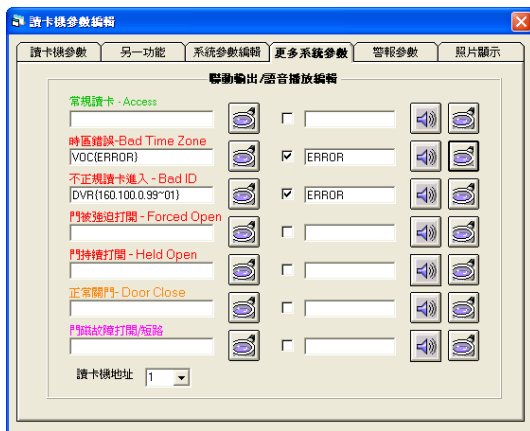 讀卡機參數編輯
讀卡機參數 另一功能 系統參數編輯 更多系統參數 警報參數 照片顯示
聯動輸出/語音播放編輯
常規讀卡 - Access
時區錯誤-Bad Time Zone
VOC{ERROR} ERROR
不正規讀卡進入 - Bad ID
DVR{160.100.0.99~01} ERROR
門被強迫打開 - Forced Open
門持續打開 - Held Open
正常關門- Door Close
門磁故障打開/短路
讀卡機地址 1